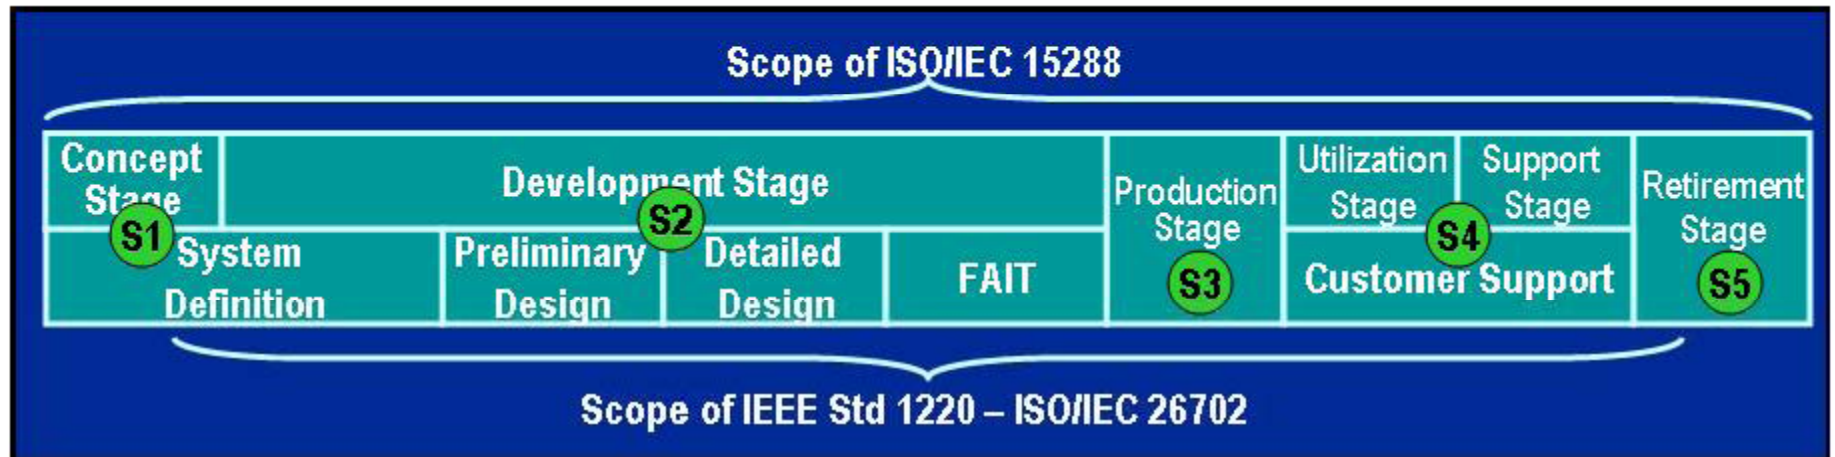 Scope of ISO/IEC 15288
Concept
Stage
Development Stage
Production
Stage
Utilization
Stage
Support
Stage
Retirement
Stage
S1
S2
S3
S4
S5
System
Definition
Preliminary
Design
Detailed
Design
FAIT
Customer Support
Scope of IEEE Std 1220 – ISO/IEC 26702